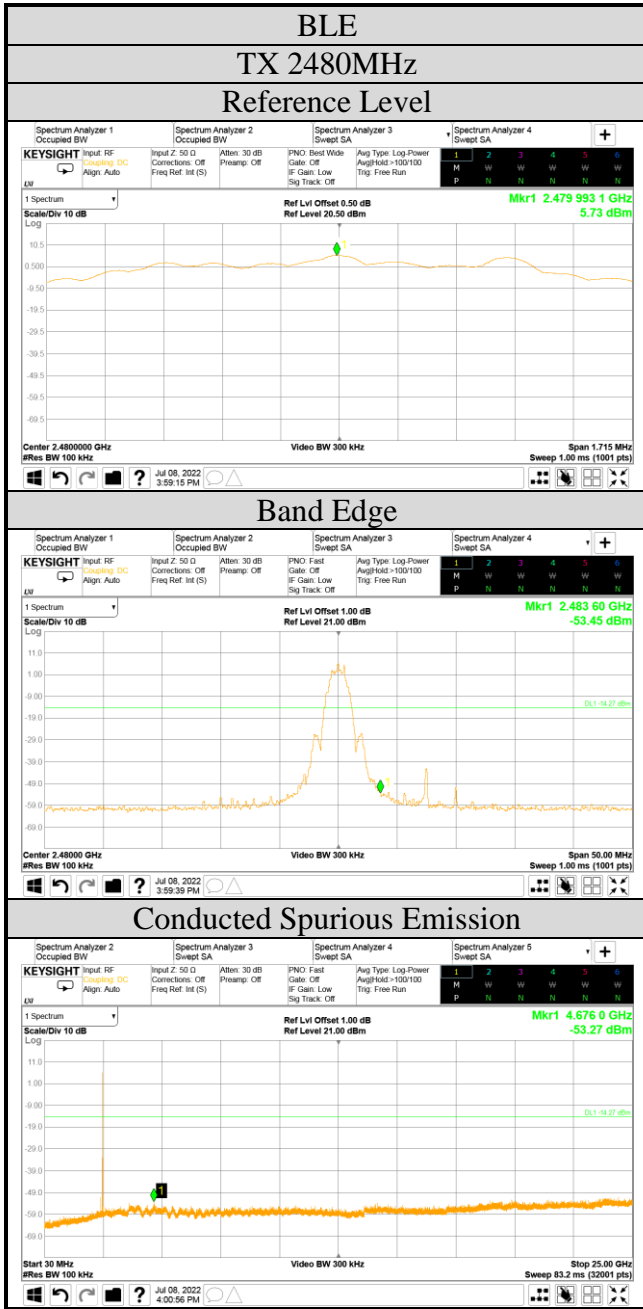 BLE
TX 2480MHz
Reference Level
Spectrum Analyzer 1 Spectrum Analyzer 2 Spectrum Analyzer 3 Spectrum Analyzer 4
Occupied BW Occupied BW Swept SA Swept SA
KEYSIGHT Input: RF Input Z: 50 Ω Atten: 30 dB PNO: Best Wide Avg Type: Log-Power 1 2 3 4 5 6
Coupling: DC Corrections: Off Preamp: Off Gate: Off Avg|Hold:>100/100 M W W W W W
Align: Auto Freq Ref: Int (S) IF Gain: Low Trig: Free Run
Sig Track: Off P N N N N N
LXI
1 Spectrum Ref Lvl Offset 0.50 dB Mkr1 2.479 993 1 GHz
Scale/Div 10 dB Ref Level 20.50 dBm 5.73 dBm
Log
1
10.5
0.500
-9.50
-19.5
-29.5
-39.5
-49.5
-59.5
-69.5
Center 2.4800000 GHz Video BW 300 kHz Span 1.715 MHz
#Res BW 100 kHz Sweep 1.00 ms (1001 pts)
? Jul 08, 2022
3:59:15 PM
Band Edge
Spectrum Analyzer 1 Spectrum Analyzer 2 Spectrum Analyzer 3 Spectrum Analyzer 4
Occupied BW Occupied BW Swept SA Swept SA
KEYSIGHT Input: RF Input Z: 50 Ω Atten: 30 dB PNO: Fast Avg Type: Log-Power 1 2 3 4 5 6
Coupling: DC Corrections: Off Preamp: Off Gate: Off Avg|Hold:>100/100 M W W W W W
Align: Auto Freq Ref: Int (S) IF Gain: Low Trig: Free Run
Sig Track: Off P N N N N N
LXI
1 Spectrum Ref Lvl Offset 1.00 dB Mkr1 2.483 60 GHz
Scale/Div 10 dB Ref Level 21.00 dBm -53.45 dBm
Log
11.0
1.00
-9.00
DL1 -14.27 dBm
-19.0
-29.0
-39.0
-49.0
1
-59.0
-69.0
Center 2.48000 GHz Video BW 300 kHz Span 50.00 MHz
#Res BW 100 kHz Sweep 1.00 ms (1001 pts)
? Jul 08, 2022
3:59:39 PM
Conducted Spurious Emission
Spectrum Analyzer 2 Spectrum Analyzer 3 Spectrum Analyzer 4 Spectrum Analyzer 5
Occupied BW Swept SA Swept SA Swept SA
KEYSIGHT Input: RF Input Z: 50 Ω Atten: 30 dB PNO: Fast Avg Type: Log-Power 1 2 3 4 5 6
Coupling: DC Corrections: Off Preamp: Off Gate: Off Avg|Hold:>100/100 M W W W W W
Align: Auto Freq Ref: Int (S) IF Gain: Low Trig: Free Run
Sig Track: Off P N N N N N
LXI
1 Spectrum Ref Lvl Offset 1.00 dB Mkr1 4.676 0 GHz
Scale/Div 10 dB Ref Level 21.00 dBm -53.27 dBm
Log
11.0
1.00
-9.00
DL1 -14.27 dBm
-19.0
-29.0
-39.0
-49.0
1
-59.0
-69.0
Start 30 MHz Video BW 300 kHz Stop 25.00 GHz
#Res BW 100 kHz Sweep 83.2 ms (32001 pts)
? Jul 08, 2022
4:00:56 PM